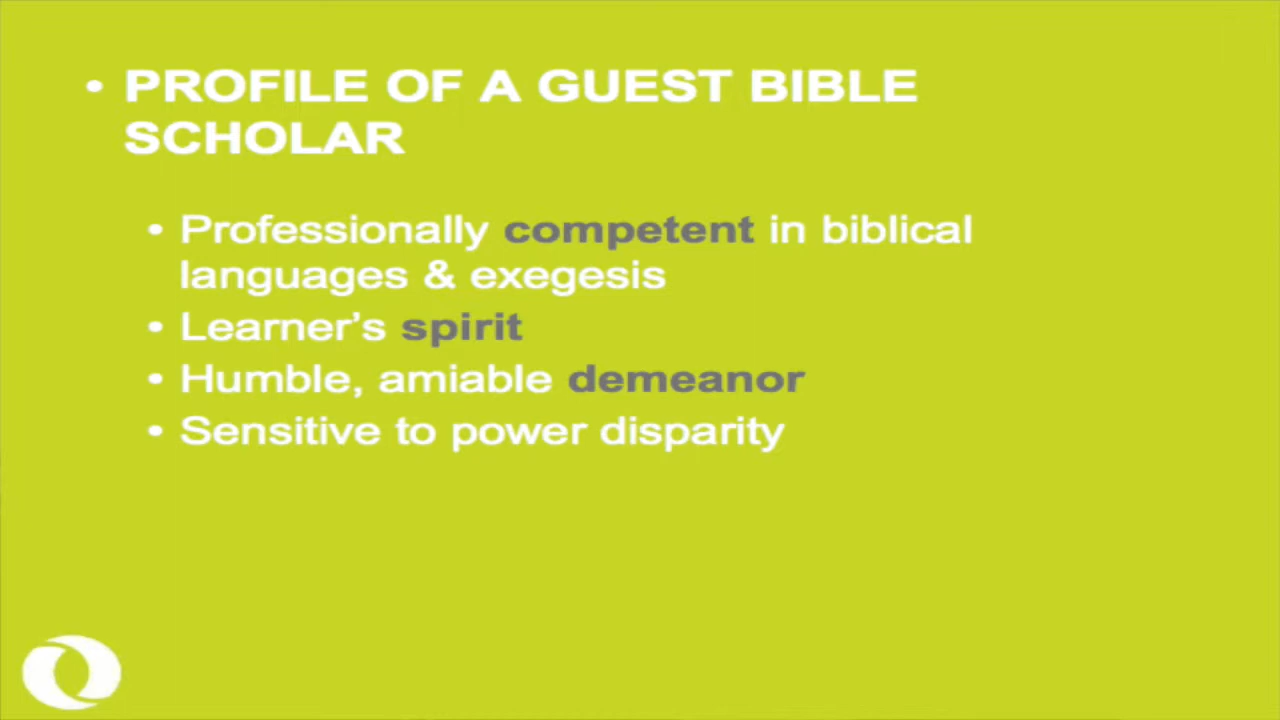 • PROFILE OF A GUEST BIBLE
SCHOLAR
• Professionally competent in biblical
languages & exegesis
• Learner’s spirit
• Humble, amiable demeanor
• Sensitive to power disparity